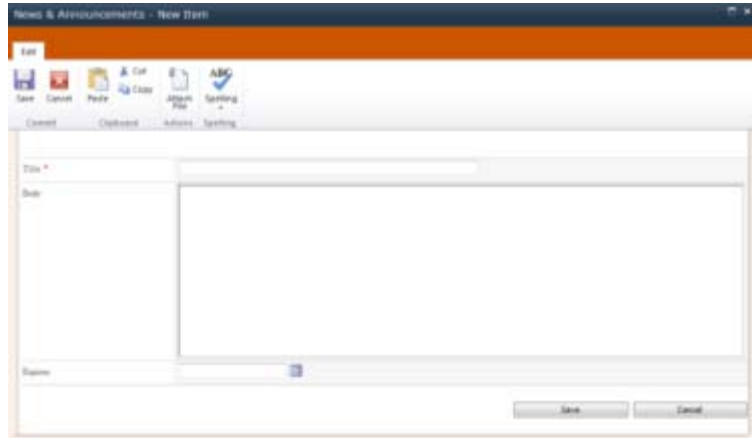 News & Announcements - New Item
Edit
Save
Cancel
Paste
Cut
Copy
Attach File
ABC
Spelling
Commit
Clipboard
Actions
Spelling
Title *
Body
Expires
Save
Cancel